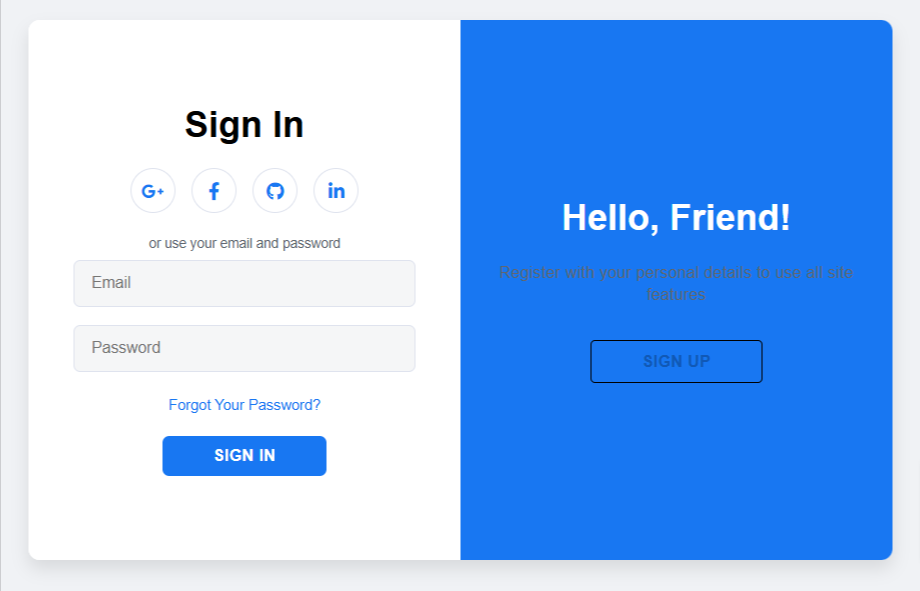 Sign In
G+
f
in
or use your email and password
Email
Password
Forgot Your Password?
SIGN IN
Hello, Friend!
Register with your personal details to use all site
features
SIGN UP